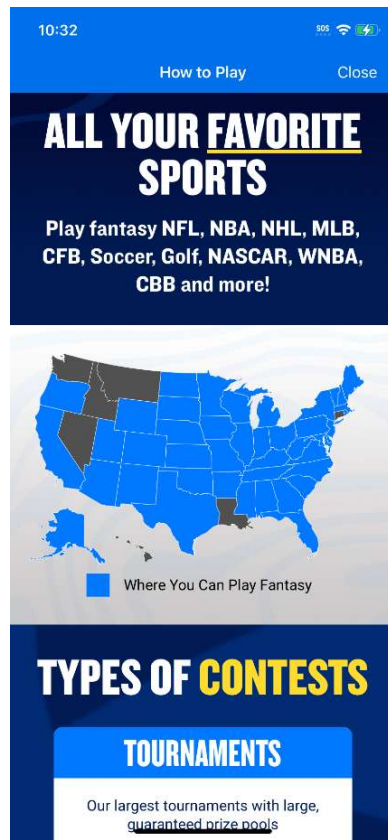 10:32
SOS
How to Play
Close
ALL YOUR FAVORITE
SPORTS
Play fantasy NFL, NBA, NHL, MLB,
CFB, Soccer, Golf, NASCAR, WNBA,
CBB and more!
Where You Can Play Fantasy
TYPES OF CONTESTS
TOURNAMENTS
Our largest tournaments with large,
guaranteed prize pools